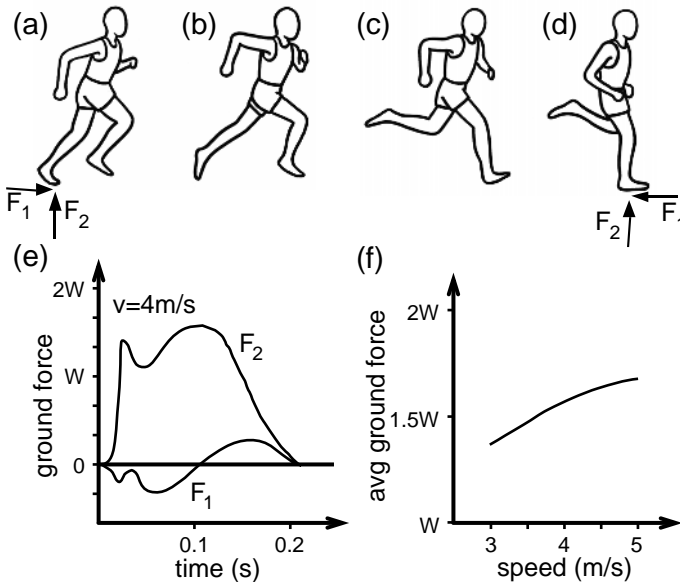 (a) (b) (c) (d)
F1 F2
F2 F1
(e)
2W
W
0
ground force
v=4m/s
F2
F1
0.1 0.2
time (s)
(f)
2W
1.5W
W
avg ground force
3 4 5
speed (m/s)